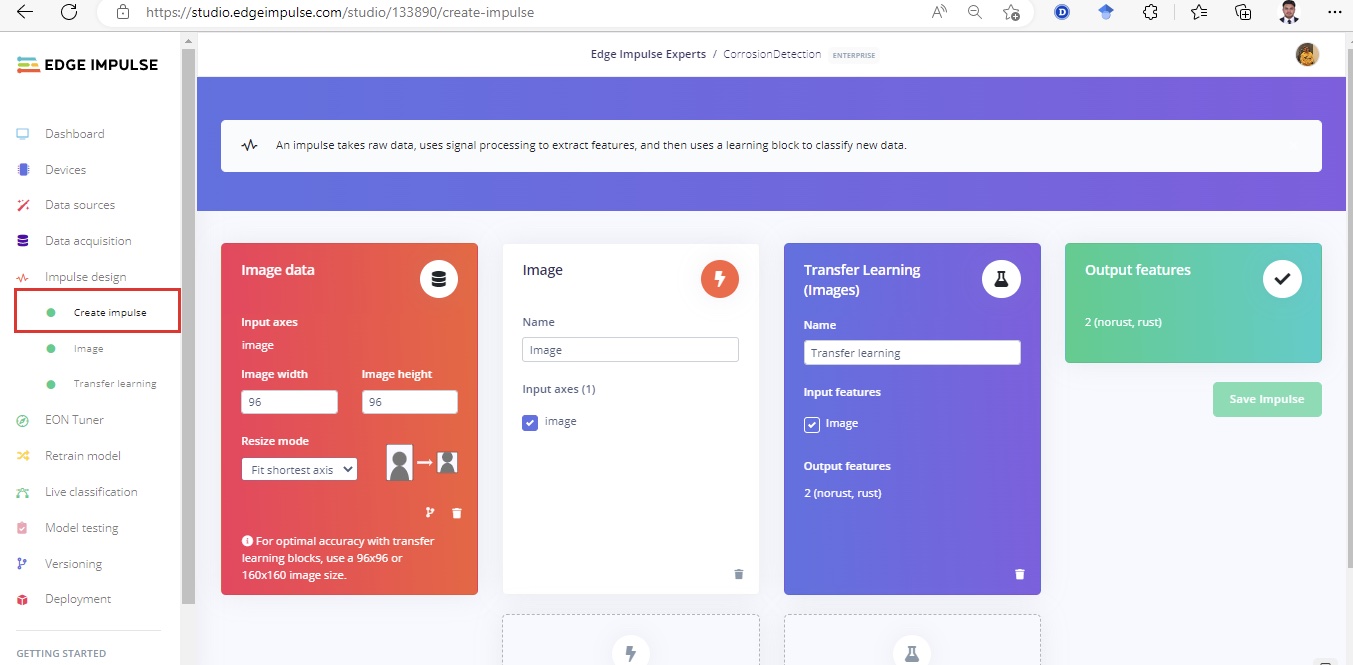 https://studio.edgeimpulse.com/studio/133890/create-impulse
EDGE IMPULSE
Edge Impulse Experts / CorrosionDetection ENTERPRISE
Dashboard
Devices
Data sources
Data acquisition
Impulse design
Create impulse
Image
Transfer learning
EON Tuner
Retrain model
Live classification
Model testing
Versioning
Deployment
GETTING STARTED
An impulse takes raw data, uses signal processing to extract features, and then uses a learning block to classify new data.
Image data
Input axes
image
Image width Image height
96 96
Resize mode
Fit shortest axis
For optimal accuracy with transfer
learning blocks, use a 96x96 or
160x160 image size.
Image
Name
Image
Input axes (1)
image
Transfer Learning
(Images)
Name
Transfer learning
Input features
Image
Output features
2 (norust, rust)
Output features
2 (norust, rust)
Save Impulse